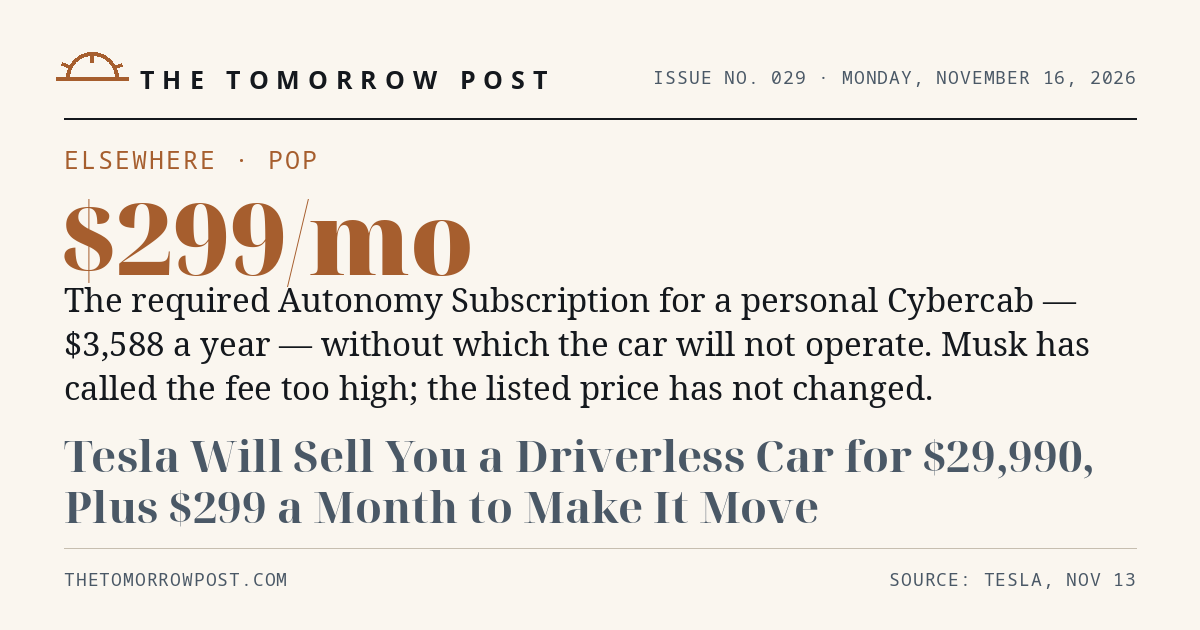 THE TOMORROW POST
ISSUE NO. 029 · MONDAY, NOVEMBER 16, 2026
ELSEWHERE · POP
$299/mo
The required Autonomy Subscription for a personal Cybercab —
$3,588 a year — without which the car will not operate. Musk has
called the fee too high; the listed price has not changed.
Tesla Will Sell You a Driverless Car for $29,990,
Plus $299 a Month to Make It Move
THETOMORROWPOST.COM
SOURCE: TESLA, NOV 13